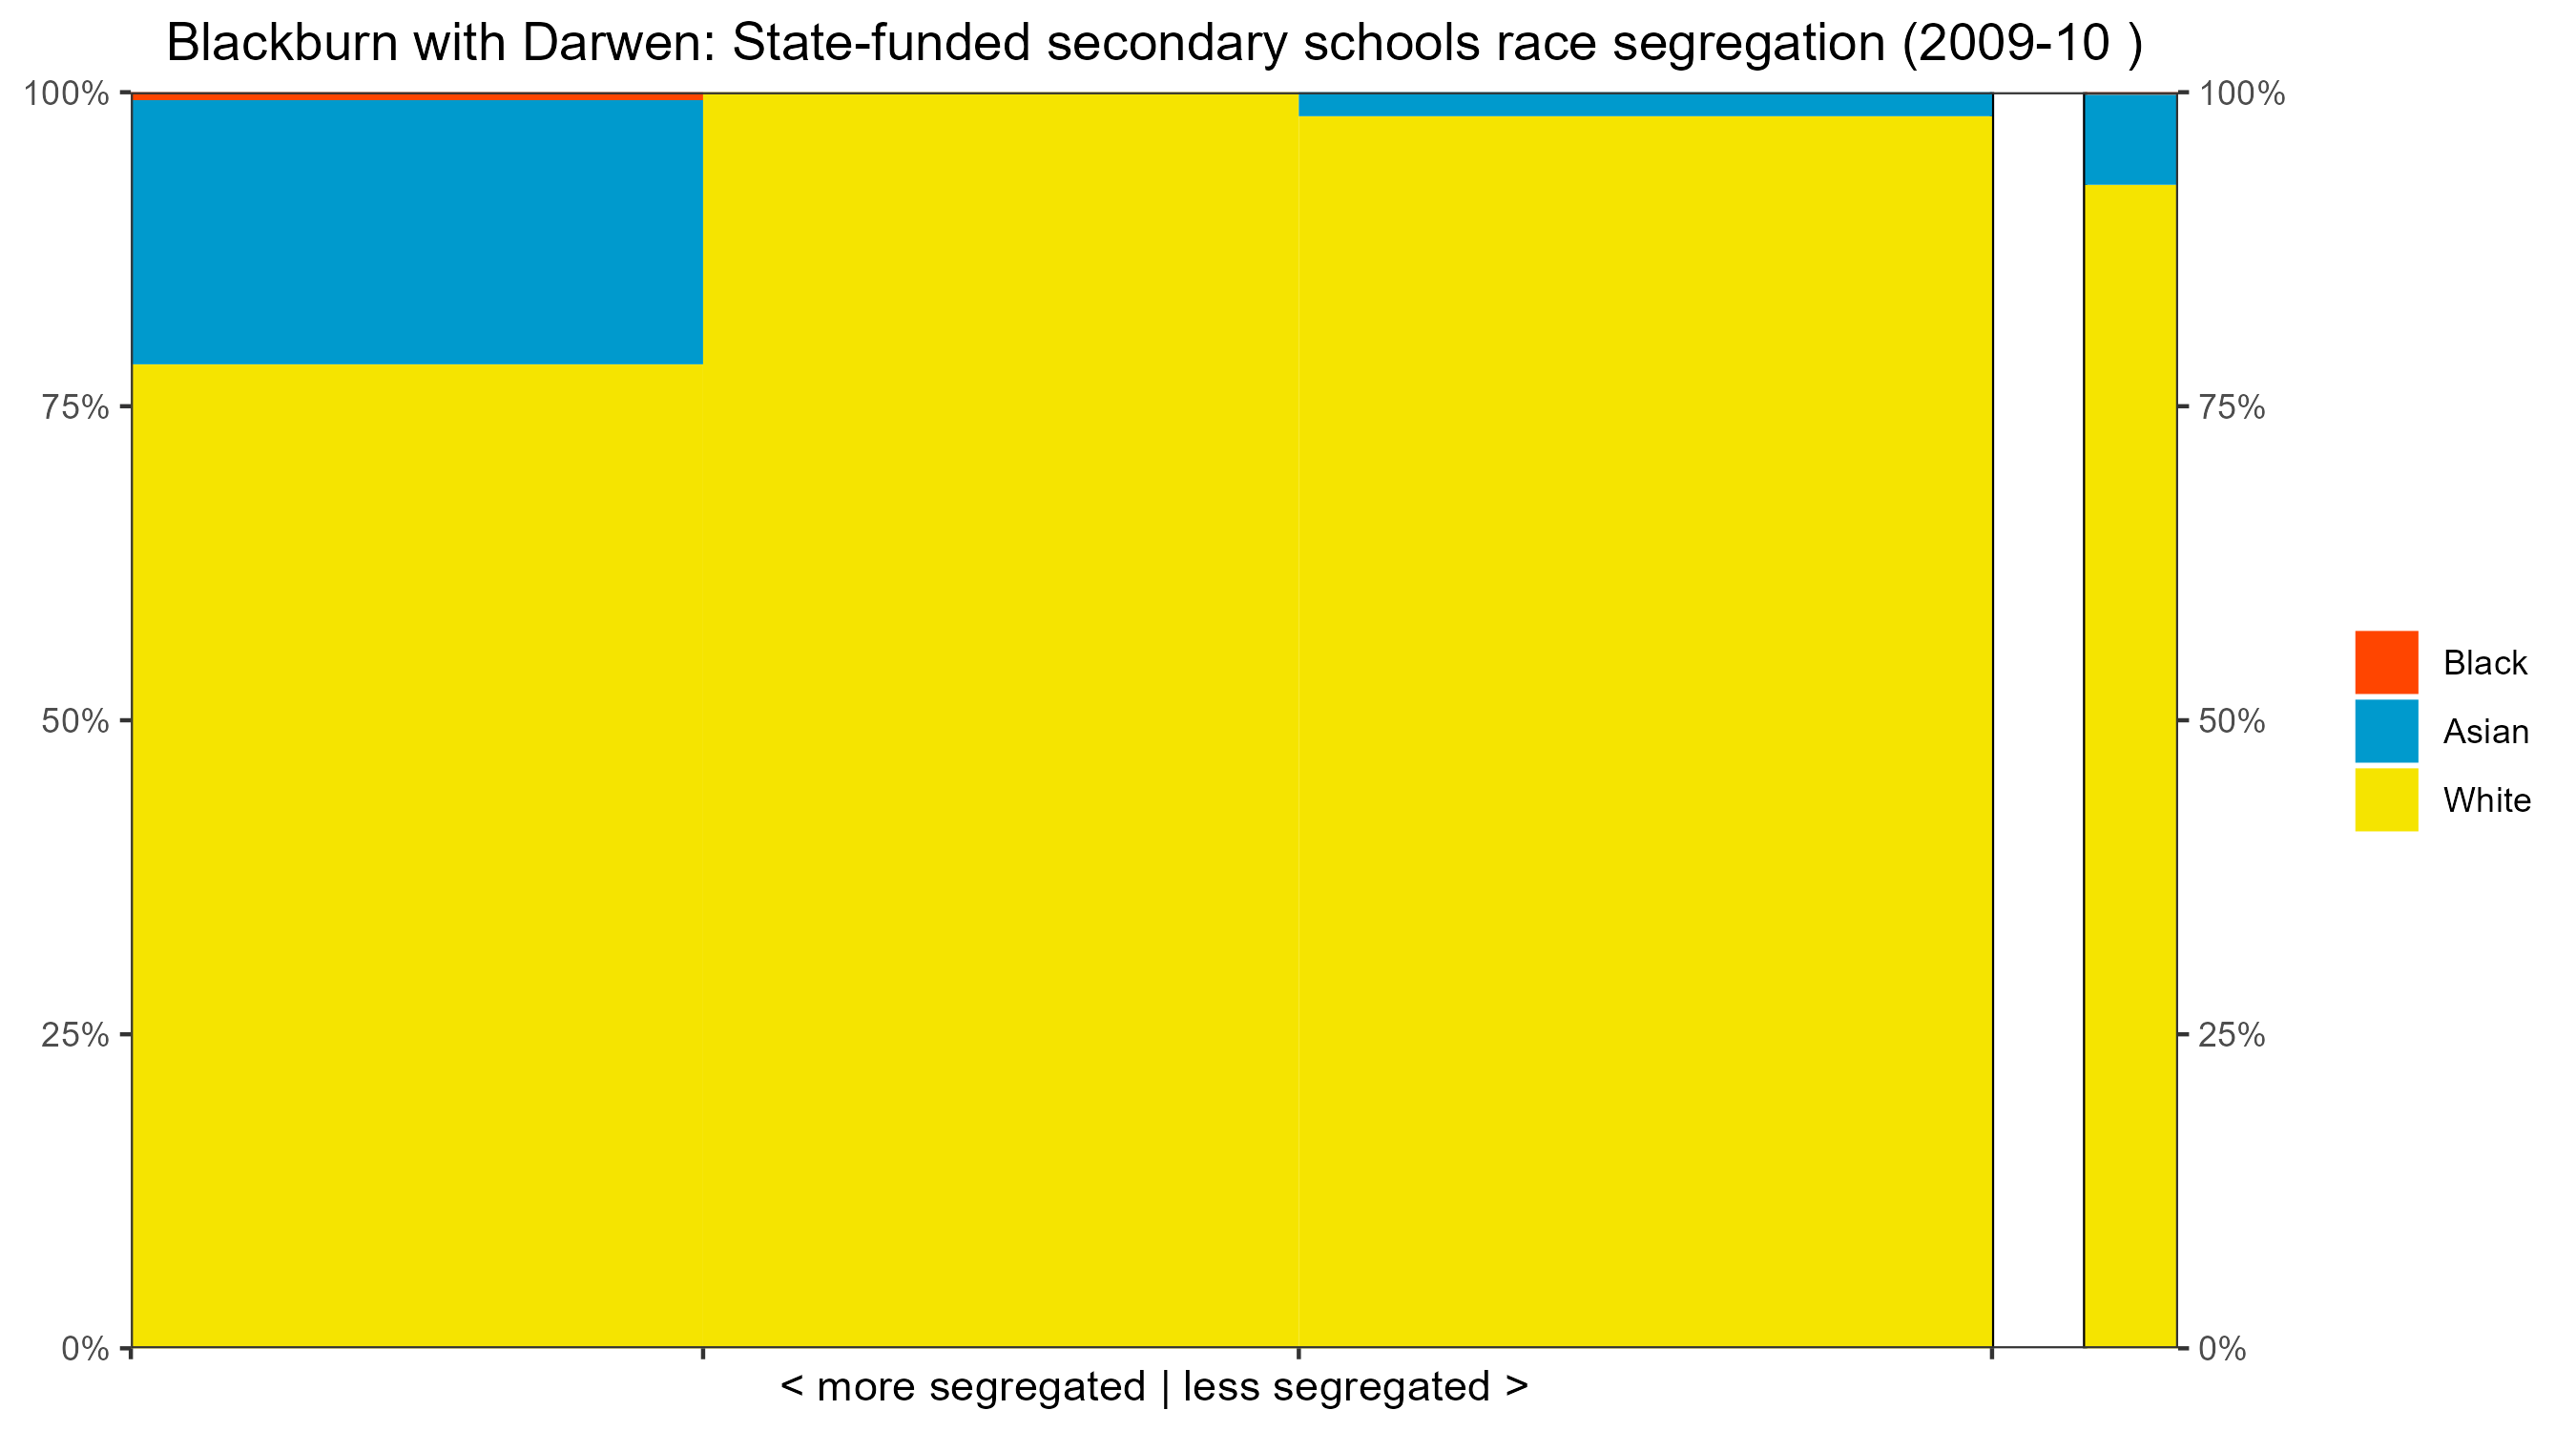 Blackburn with Darwen: State-funded secondary schools race segregation (2009-10 )
100%
75%
50%
25%
0%
100%
75%
50%
25%
0%
Black
Asian
White
< more segregated | less segregated >